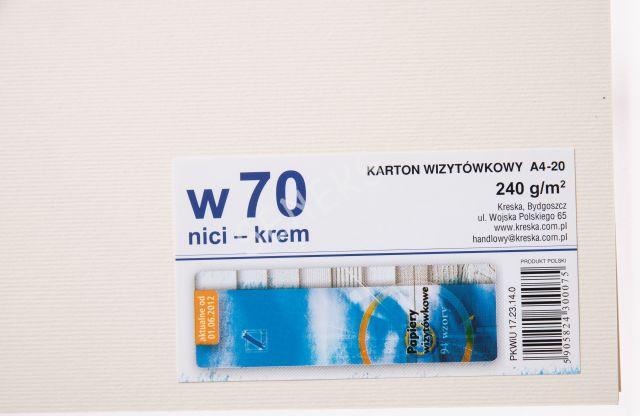 w 70
nici – krem
KARTON WIZYTÓWKOWY A4-20
240 g/m²
Kreska, Bydgoszcz
ul. Wojska Polskiego 65
www.kreska.com.pl
handlowy@kreska.com.pl
aktualne od
01.06.2012
Papiery
wizytówkowe
94 wzory
PRODUKT POLSKI
PKWiU 17.23.14.0
5905824300075